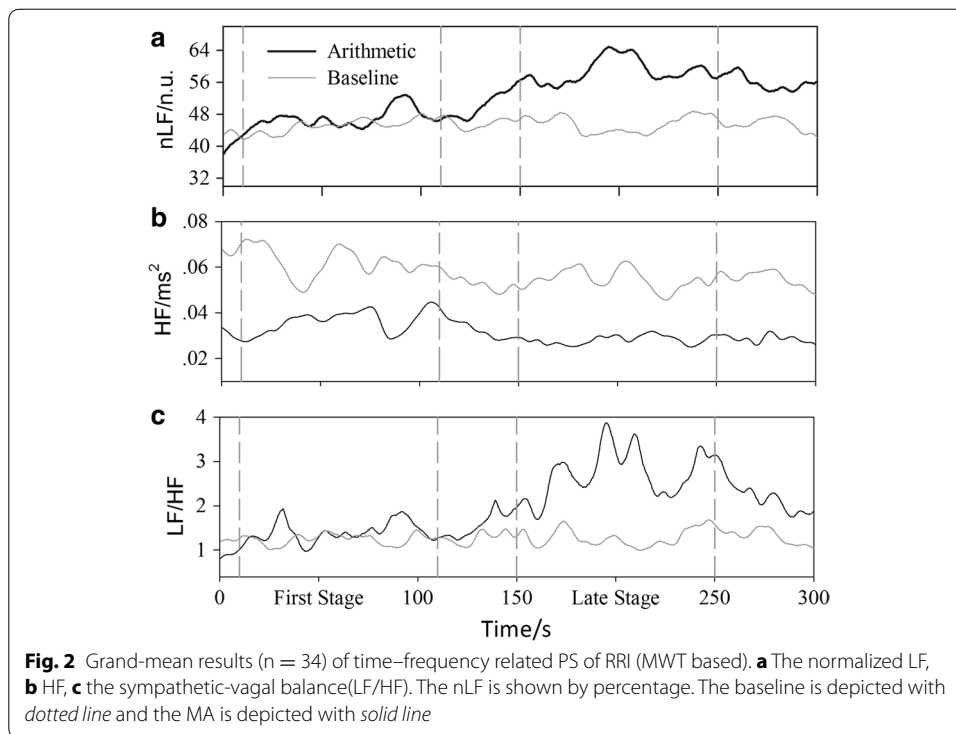 a
64
56
48
40
32
nLF/n.u.
Arithmetic
Baseline
b
.08
.06
.04
.02
HF/ms²
c
4
3
2
1
LF/HF
0 First Stage 100 150 Late Stage 250 300
Time/s
Fig. 2 Grand-mean results (n = 34) of time–frequency related PS of RRI (MWT based). a The normalized LF,
b HF, c the sympathetic-vagal balance(LF/HF). The nLF is shown by percentage. The baseline is depicted with
dotted line and the MA is depicted with solid line